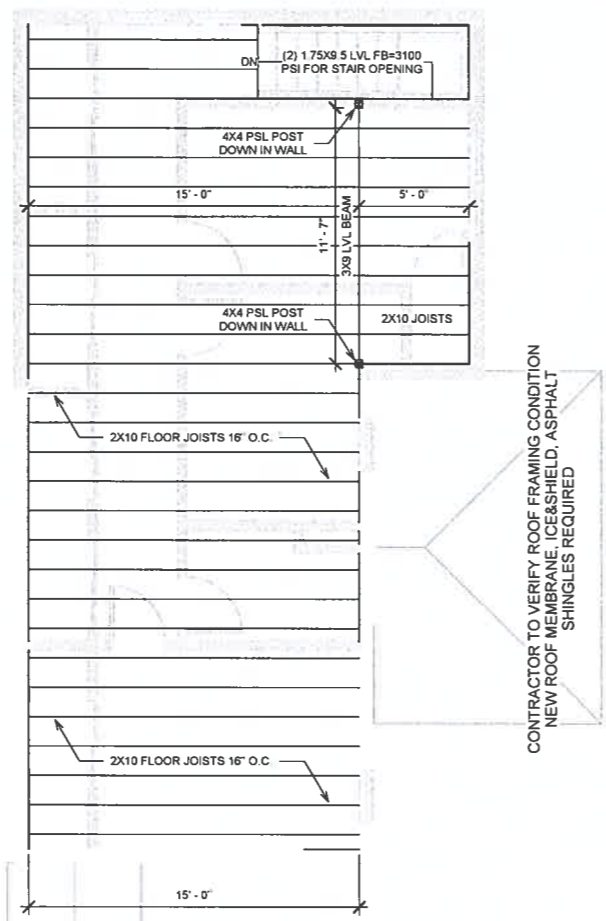 DN
(2) 1.75X9.5 LVL FB=3100
PSI FOR STAIR OPENING
4X4 PSL POST
DOWN IN WALL
15' - 0"
5' - 0"
11' - 7"
3X9 LVL BEAM
4X4 PSL POST
DOWN IN WALL
2X10 JOISTS
2X10 FLOOR JOISTS 16" O.C.
CONTRACTOR TO VERIFY ROOF FRAMING CONDITION
NEW ROOF MEMBRANE, ICE&SHIELD, ASPHALT
SHINGLES REQUIRED
2X10 FLOOR JOISTS 16" O.C.
15' - 0"